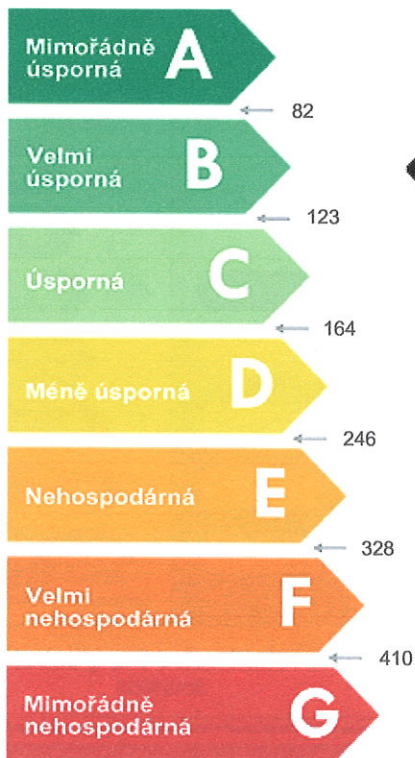 Mimořádně
úsporná
A
82
Velmi
úsporná
B
123
Úsporná
C
164
Méně úsporná
D
246
Nehospodárná
E
328
Velmi
nehospodárná
F
410
Mimořádně
nehospodárná
G